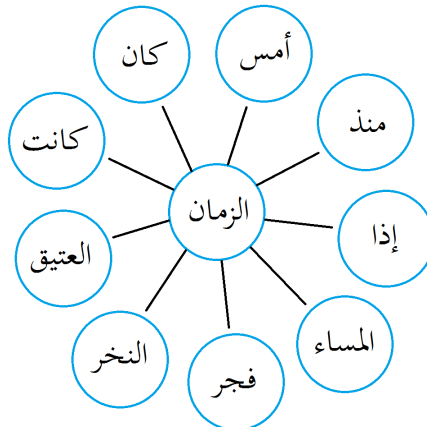 أمس
كان
منذ
كانت
الزمان
إذا
العتيق
المساء
النخر
فجر